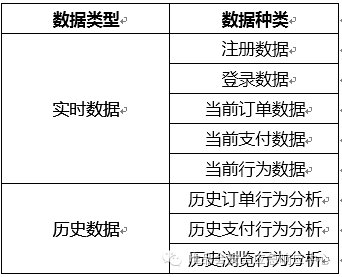 数据类型 数据种类
实时数据 注册数据
登录数据
当前订单数据
当前支付数据
当前行为数据
历史数据 历史订单行为分析
历史支付行为分析
历史浏览行为分析